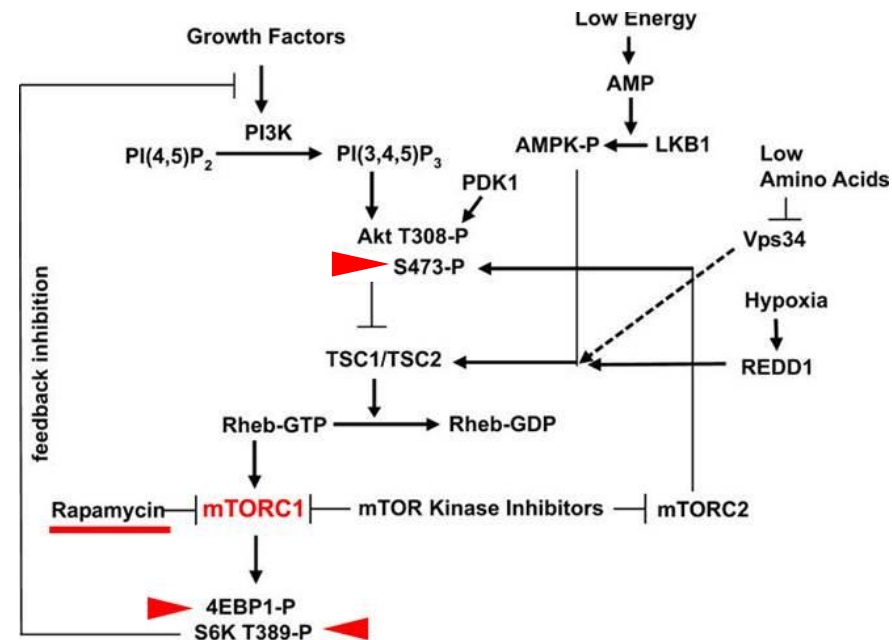 Low Energy
Growth Factors
AMP
PI3K
PI(4,5)P2
PI(3,4,5)P3
AMPK-P
LKB1
Low
Amino Acids
PDK1
Vps34
Akt T308-P
S473-P
Hypoxia
feedback inhibition
TSC1/TSC2
REDD1
Rheb-GTP
Rheb-GDP
Rapamycin
mTORC1
mTOR Kinase Inhibitors
mTORC2
4EBP1-P
S6K T389-P